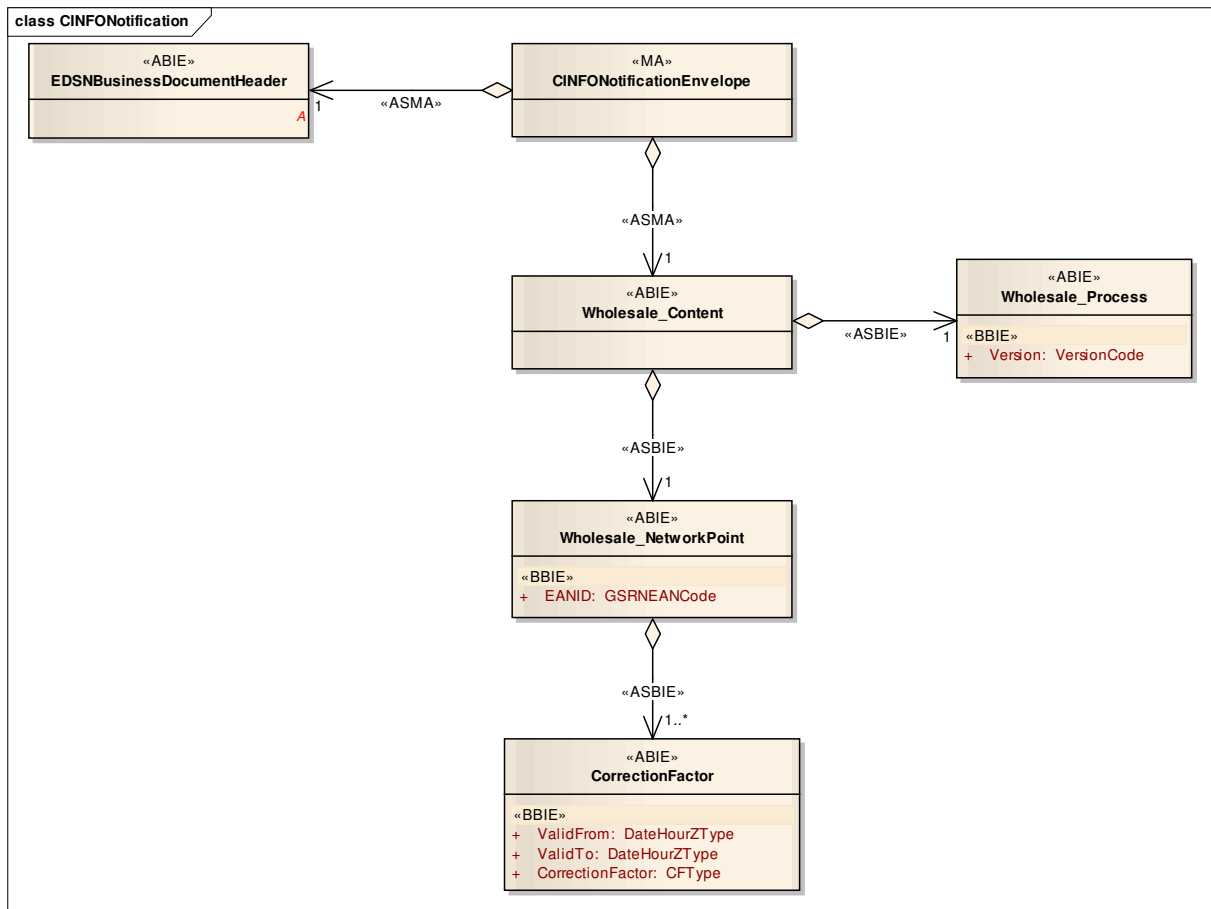 class CINFONotification
«ABIE»
EDSNBusinessDocumentHeader
A
1
«ASMA»
«MA»
CINFONotificationEnvelope
«ASMA»
1
«ABIE»
Wholesale_Content
«ASBIE»
1
«ABIE»
Wholesale_Process
«BBIE»
+ Version: VersionCode
«ASBIE»
1
«ABIE»
Wholesale_NetworkPoint
«BBIE»
+ EANID: GSRNEANCode
«ASBIE»
1..*
«ABIE»
CorrectionFactor
«BBIE»
+ ValidFrom: DateHourZType
+ ValidTo: DateHourZType
+ CorrectionFactor: CFType